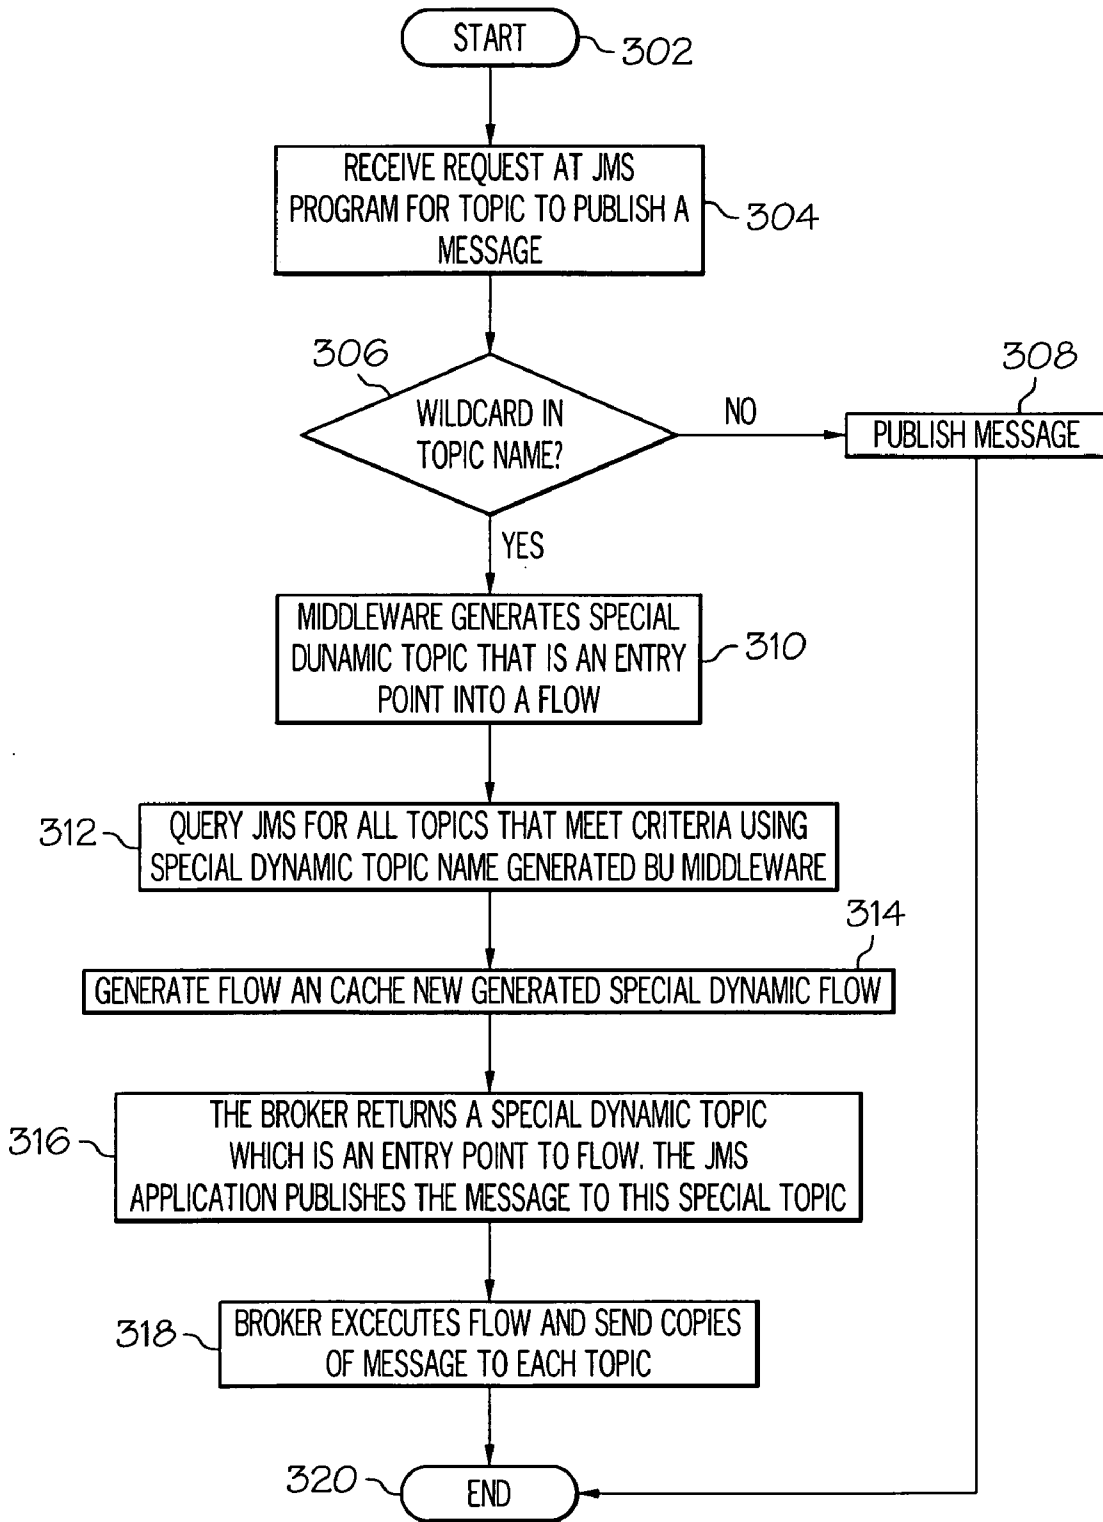 START
302
RECEIVE REQUEST AT JMS
PROGRAM FOR TOPIC TO PUBLISH A
MESSAGE
304
306
WILDCARD IN
TOPIC NAME?
NO
308
PUBLISH MESSAGE
YES
MIDDLEWARE GENERATES SPECIAL
DUNAMIC TOPIC THAT IS AN ENTRY
POINT INTO A FLOW
310
312
QUERY JMS FOR ALL TOPICS THAT MEET CRITERIA USING
SPECIAL DYNAMIC TOPIC NAME GENERATED BU MIDDLEWARE
314
GENERATE FLOW AN CACHE NEW GENERATED SPECIAL DYNAMIC FLOW
316
THE BROKER RETURNS A SPECIAL DYNAMIC TOPIC
WHICH IS AN ENTRY POINT TO FLOW. THE JMS
APPLICATION PUBLISHES THE MESSAGE TO THIS SPECIAL TOPIC
318
BROKER EXCECUTES FLOW AND SEND COPIES
OF MESSAGE TO EACH TOPIC
320
END